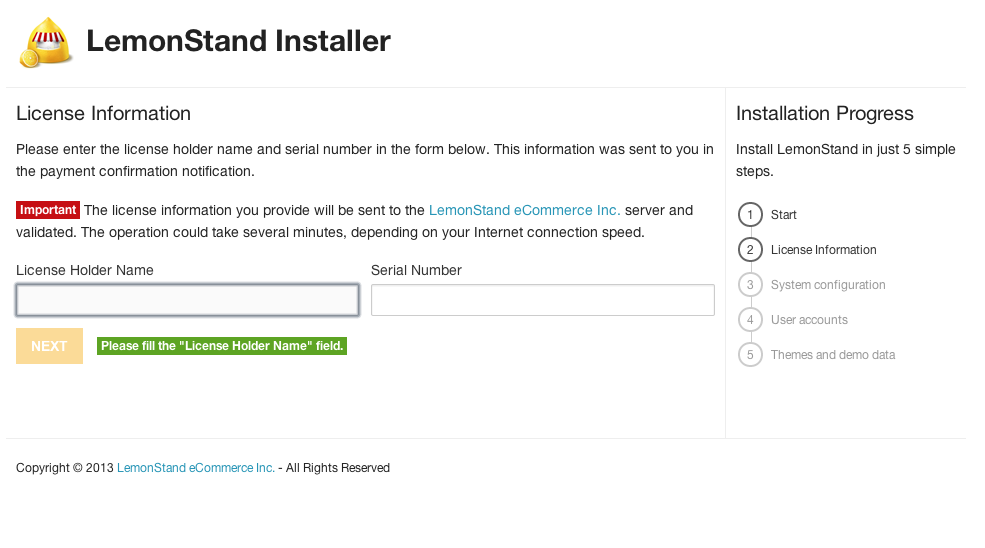 LemonStand Installer
License Information
Please enter the license holder name and serial number in the form below. This information was sent to you in
the payment confirmation notification.
Important The license information you provide will be sent to the LemonStand eCommerce Inc. server and
validated. The operation could take several minutes, depending on your Internet connection speed.
License Holder Name
Serial Number
NEXT
Please fill the "License Holder Name" field.
Installation Progress
Install LemonStand in just 5 simple
steps.
1 Start
2 License Information
3 System configuration
4 User accounts
5 Themes and demo data
Copyright © 2013 LemonStand eCommerce Inc. - All Rights Reserved